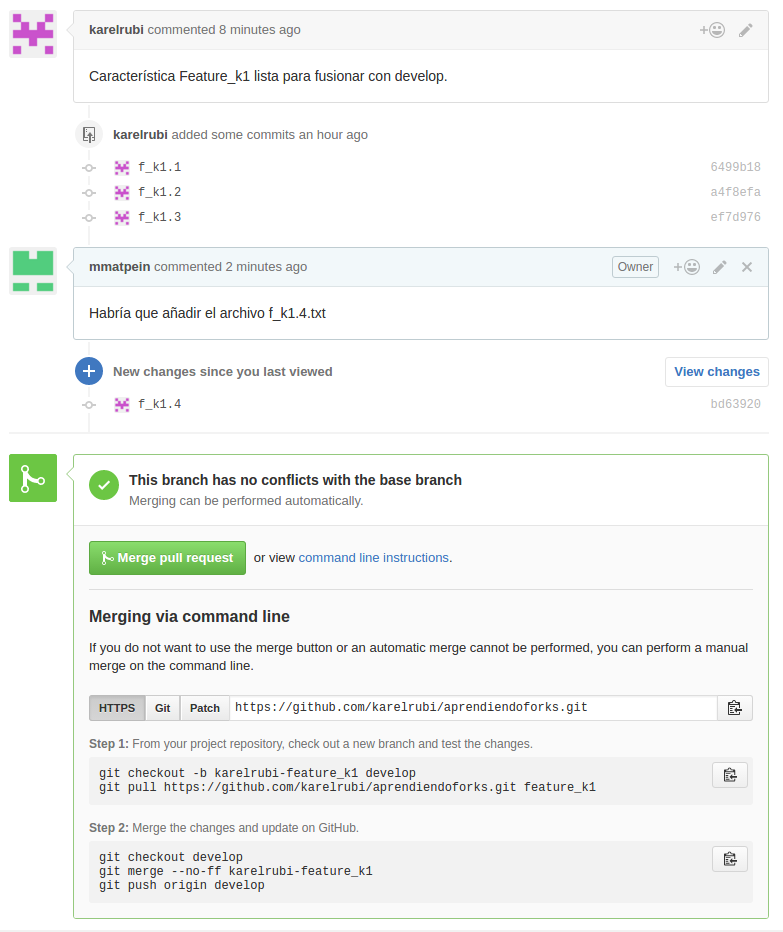 karelrubi commented 8 minutes ago
Característica Feature_k1 lista para fusionar con develop.
karelrubi added some commits an hour ago
f_k1.1 6499b18
f_k1.2 a4f8efa
f_k1.3 ef7d976
mmatpein commented 2 minutes ago Owner
Habría que añadir el archivo f_k1.4.txt
New changes since you last viewed View changes
f_k1.4 bd63920
This branch has no conflicts with the base branch
Merging can be performed automatically.
Merge pull request or view command line instructions.
Merging via command line
If you do not want to use the merge button or an automatic merge cannot be performed, you can perform a manual
merge on the command line.
HTTPS Git Patch https://github.com/karelrubi/aprendiendoforks.git
Step 1: From your project repository, check out a new branch and test the changes.
git checkout -b karelrubi-feature_k1 develop
git pull https://github.com/karelrubi/aprendiendoforks.git feature_k1
Step 2: Merge the changes and update on GitHub.
git checkout develop
git merge --no-ff karelrubi-feature_k1
git push origin develop